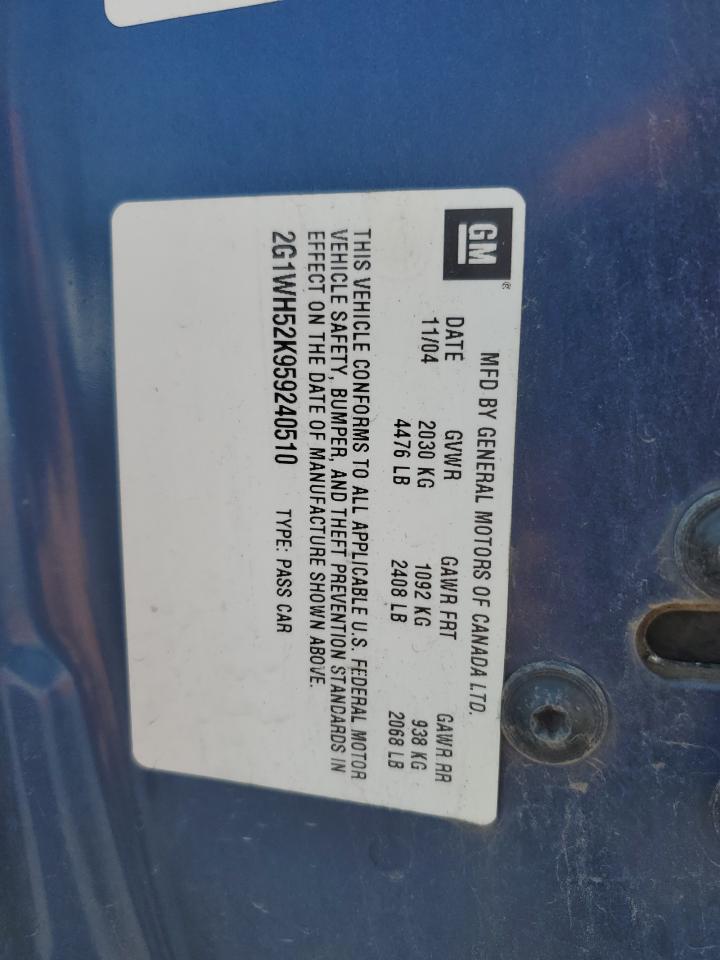 GM®
MFD BY GENERAL MOTORS OF CANADA LTD.
DATE GVWR GAWR FRT GAWR RR
11/04 2030 KG 1092 KG 938 KG
4476 LB 2408 LB 2068 LB
THIS VEHICLE CONFORMS TO ALL APPLICABLE U.S. FEDERAL MOTOR
VEHICLE SAFETY, BUMPER, AND THEFT PREVENTION STANDARDS IN
EFFECT ON THE DATE OF MANUFACTURE SHOWN ABOVE.
2G1WH52K959240510 TYPE: PASS CAR